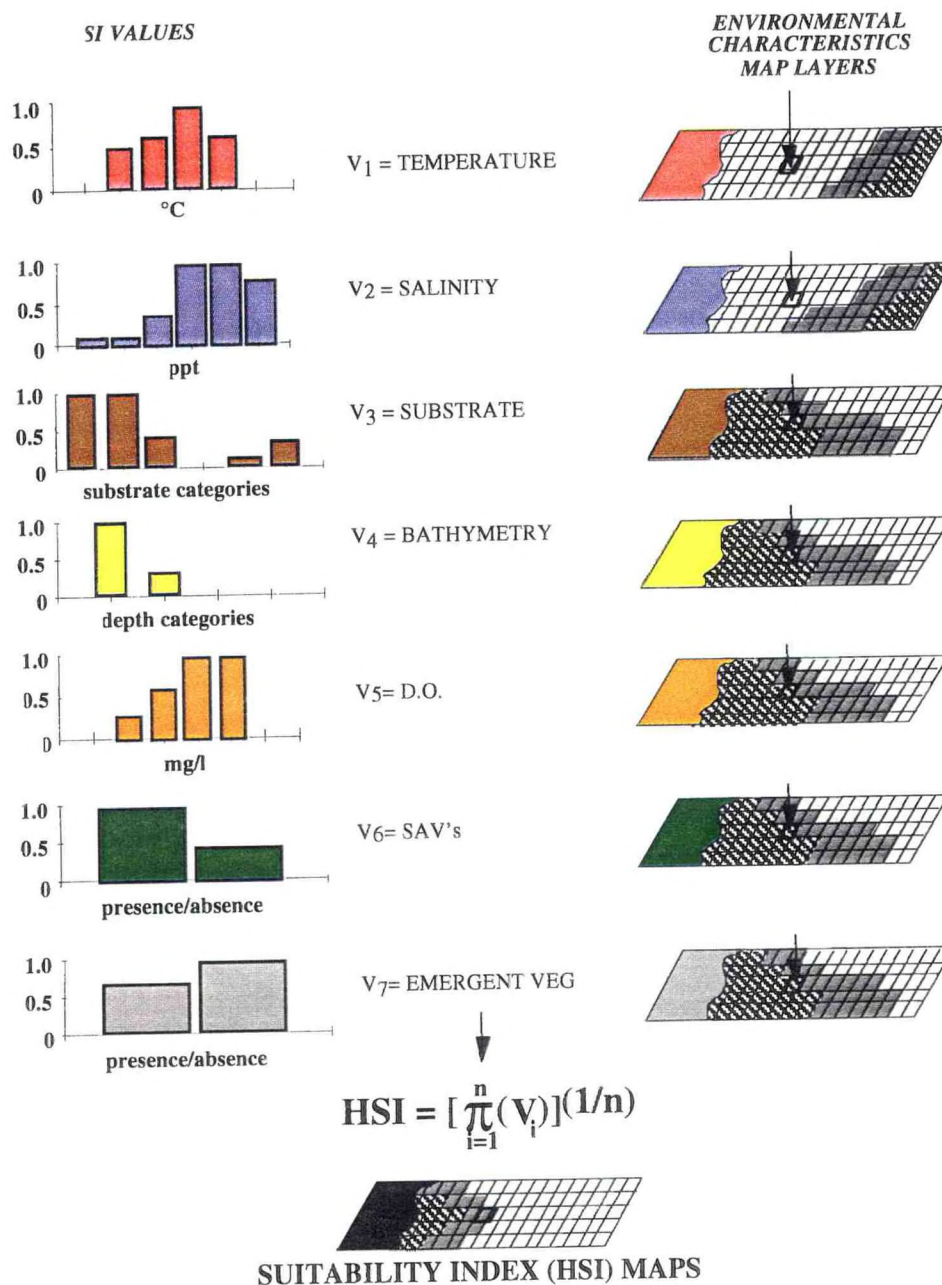 SI VALUES
ENVIRONMENTAL
CHARACTERISTICS
MAP LAYERS
1.0
0.5
0
°C
V1 = TEMPERATURE
1.0
0.5
0
ppt
V2 = SALINITY
1.0
0.5
0
substrate categories
V3 = SUBSTRATE
1.0
0.5
0
depth categories
V4 = BATHYMETRY
1.0
0.5
0
mg/l
V5= D.O.
1.0
0.5
0
presence/absence
V6= SAV's
1.0
0.5
0
presence/absence
V7= EMERGENT VEG
HSI = [ n π i=1 (Vi)](1/n)
SUITABILITY INDEX (HSI) MAPS